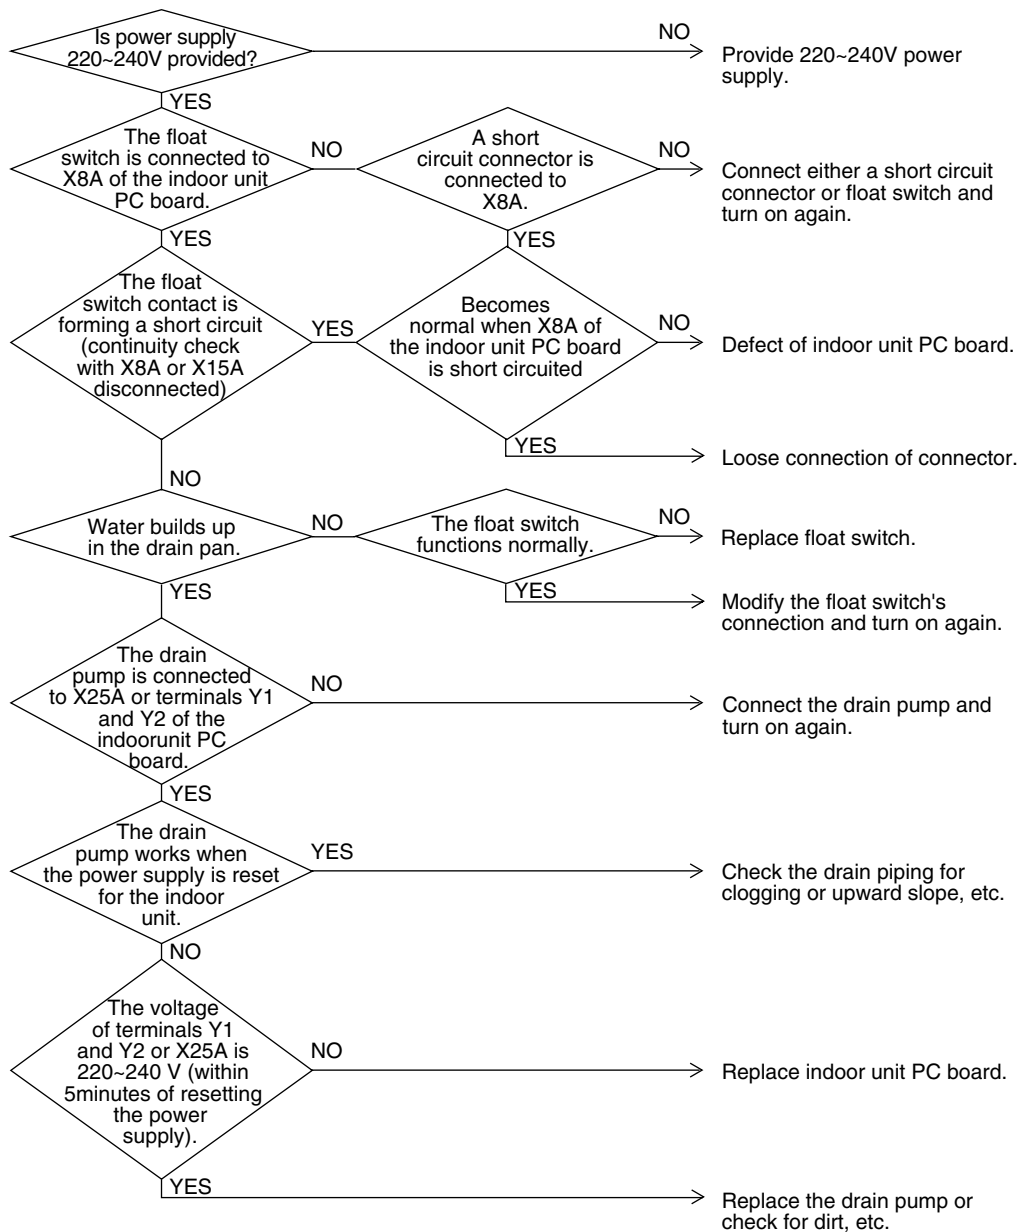 Is power supply
220~240V provided?
NO
Provide 220~240V power
supply.
YES
The float
switch is connected to
X8A of the indoor unit
PC board.
NO
A short
circuit connector is
connected to
X8A.
NO
Connect either a short circuit
connector or float switch and
turn on again.
YES
YES
The float
switch contact is
forming a short circuit
(continuity check
with X8A or X15A
disconnected)
YES
Becomes
normal when X8A of
the indoor unit PC board
is short circuited
NO
Defect of indoor unit PC board.
YES
Loose connection of connector.
NO
Water builds up
in the drain pan.
NO
The float switch
functions normally.
NO
Replace float switch.
YES
YES
Modify the float switch's
connection and turn on again.
The drain
pump is connected
to X25A or terminals Y1
and Y2 of the
indoorunit PC
board.
NO
Connect the drain pump and
turn on again.
YES
The drain
pump works when
the power supply is reset
for the indoor
unit.
YES
Check the drain piping for
clogging or upward slope, etc.
NO
The voltage
of terminals Y1
and Y2 or X25A is
220~240 V (within
5minutes of resetting
the power
supply).
NO
Replace indoor unit PC board.
YES
Replace the drain pump or
check for dirt, etc.